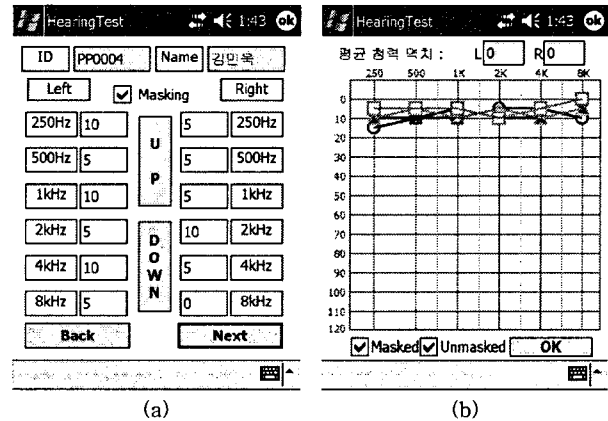 HearingTest 1:43 ok
ID PP0004 Name 김민욱
Left Masking Right
250Hz 10 5 250Hz
500Hz 5 5 500Hz
1kHz 10 5 1kHz
2kHz 5 10 2kHz
4kHz 10 5 4kHz
8kHz 5 0 8kHz
UP
DOWN
Back Next
(a)
HearingTest 1:43 ok
평균 청력 역치 : L 0 R 0
250 500 1K 2K 4K 8K
0
10
20
30
40
50
60
70
80
90
100
110
120
Masked Unmasked OK
(b)